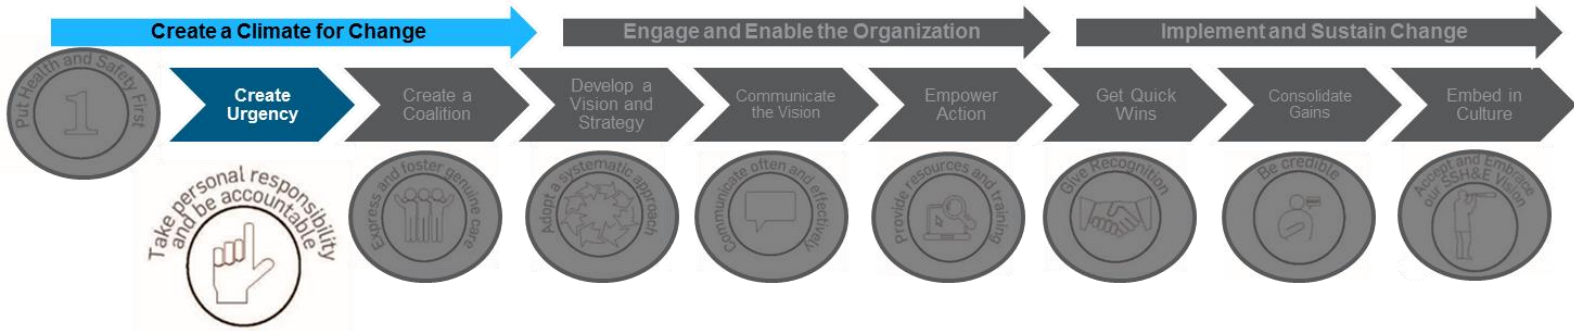 Create a Climate for Change
Engage and Enable the Organization
Implement and Sustain Change
Put Health and Safety First
1
Create
Urgency
Create a
Coalition
Develop a
Vision and
Strategy
Communicate
the Vision
Empower
Action
Get Quick
Wins
Consolidate
Gains
Embed in
Culture
Take personal responsibility
and be accountable
Express and foster genuine care
Adopt a systematic approach
Communicate often and effectively
Provide resources and training
Give Recognition
Be credible
Accept and Embrace
our SSH&E Vision